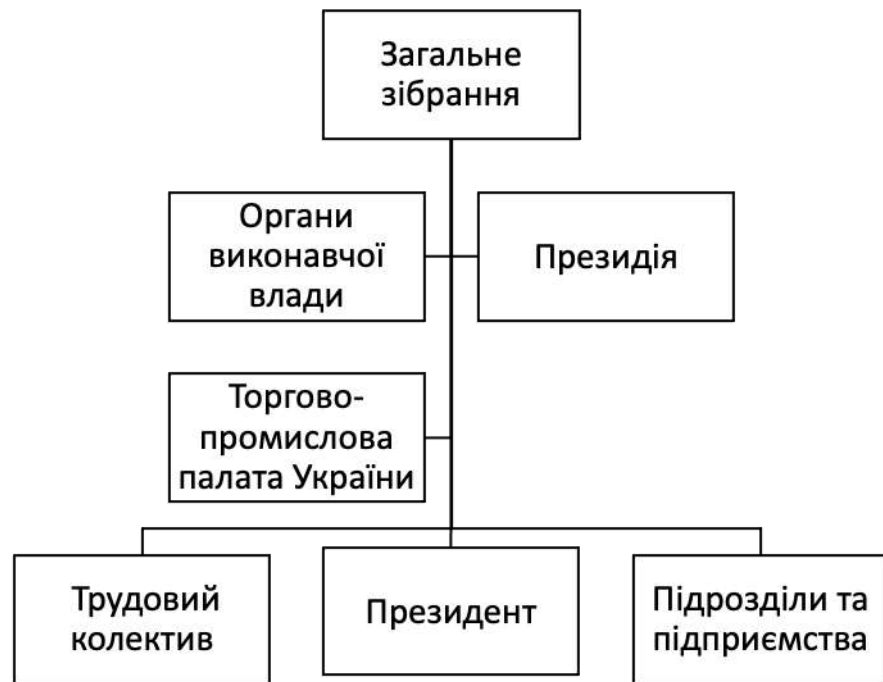 Загальне
зібрання
Органи
виконавчої
влади
Президія
Торгово-
промислова
палата України
Трудовий
колектив
Президент
Підрозділи та
підприємства